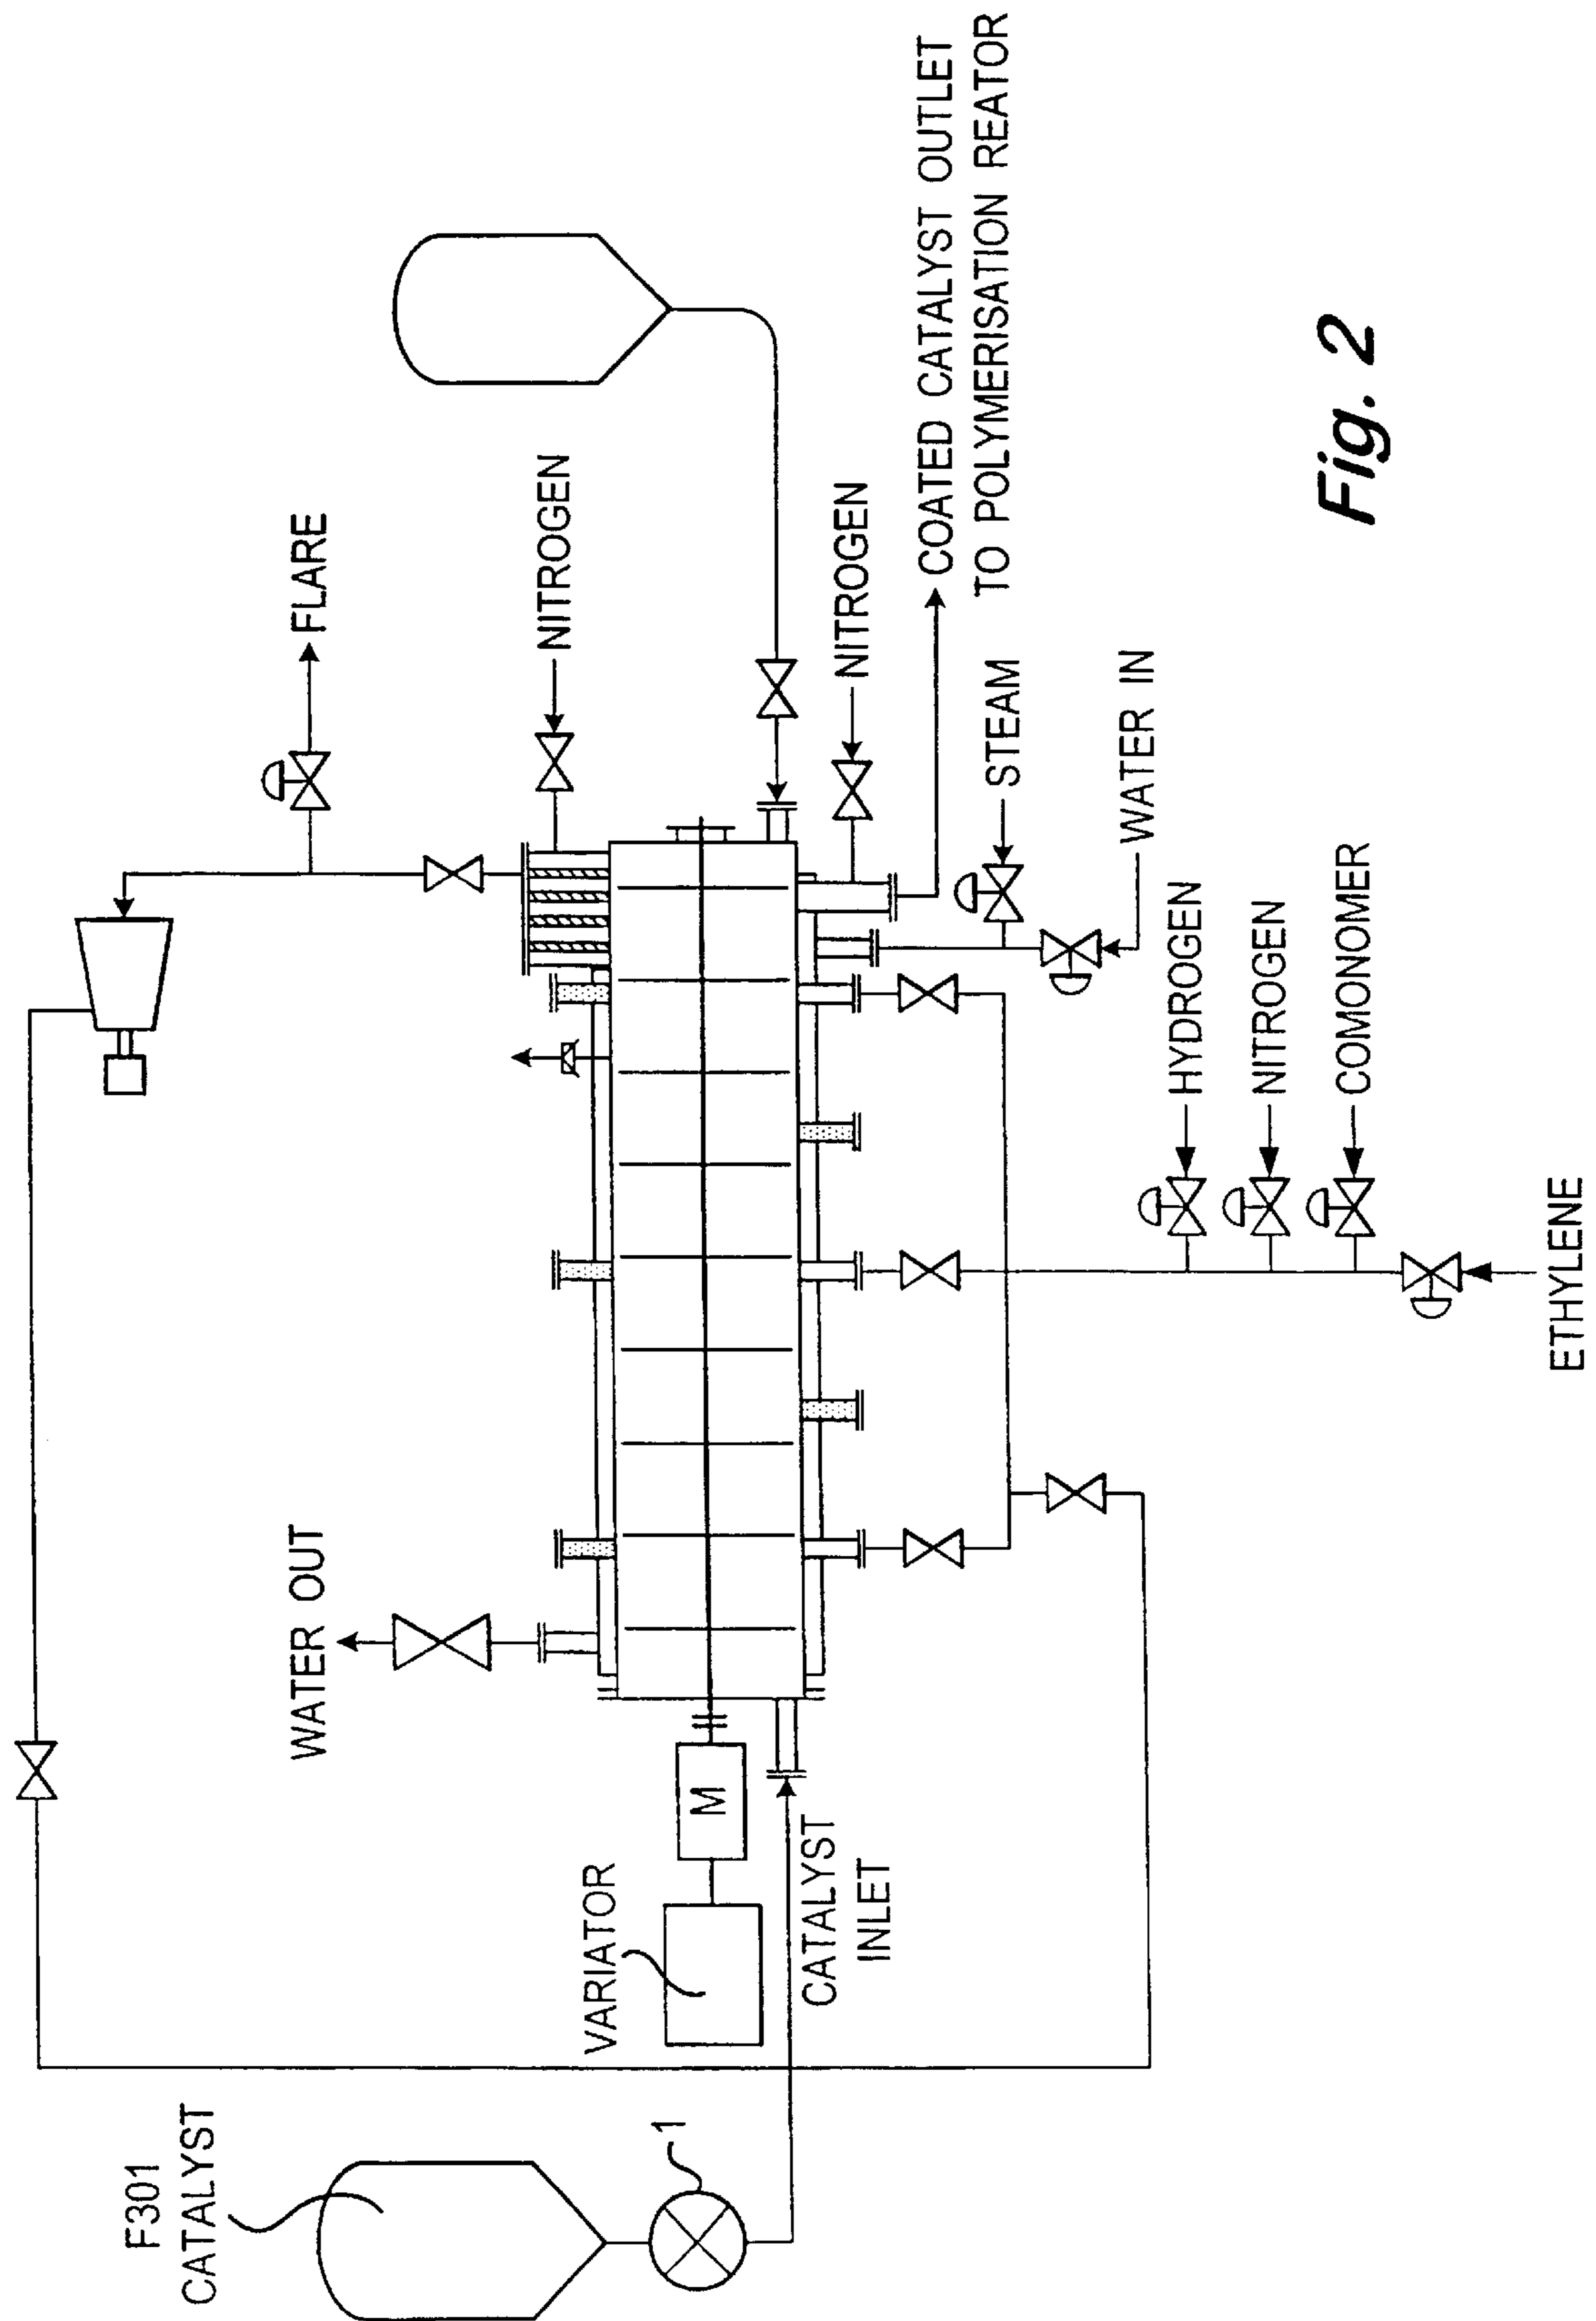 F301
CATALYST
1
VARIATOR
M
CATALYST
INLET
WATER OUT
FLARE
NITROGEN
NITROGEN
COATED CATALYST OUTLET
TO POLYMERISATION REATOR
STEAM
WATER IN
HYDROGEN
NITROGEN
COMONOMER
ETHYLENE
Fig. 2